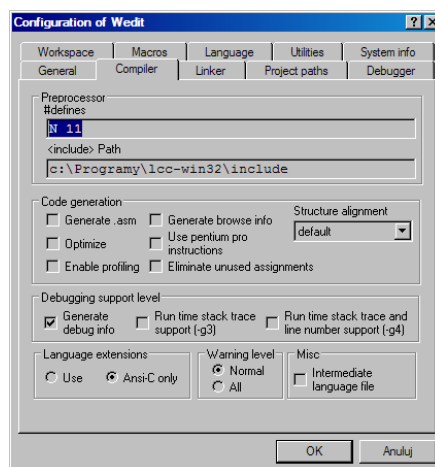 Configuration of Wedit
Workspace Macros Language Utilities System info
General Compiler Linker Project paths Debugger
Preprocessor
#defines
N 11
<include> Path
c:\Programy\lcc-win32\include
Code generation
Generate .asm
Generate browse info
Structure alignment
default
Optimize
Use pentium pro
instructions
Enable profiling
Eliminate unused assignments
Debugging support level
Generate
debug info
Run time stack trace
support (-g3)
Run time stack trace and
line number support (-g4)
Language extensions
Use
Ansi-C only
Warning level
Normal
All
Misc
Intermediate
language file
OK
Anuluj